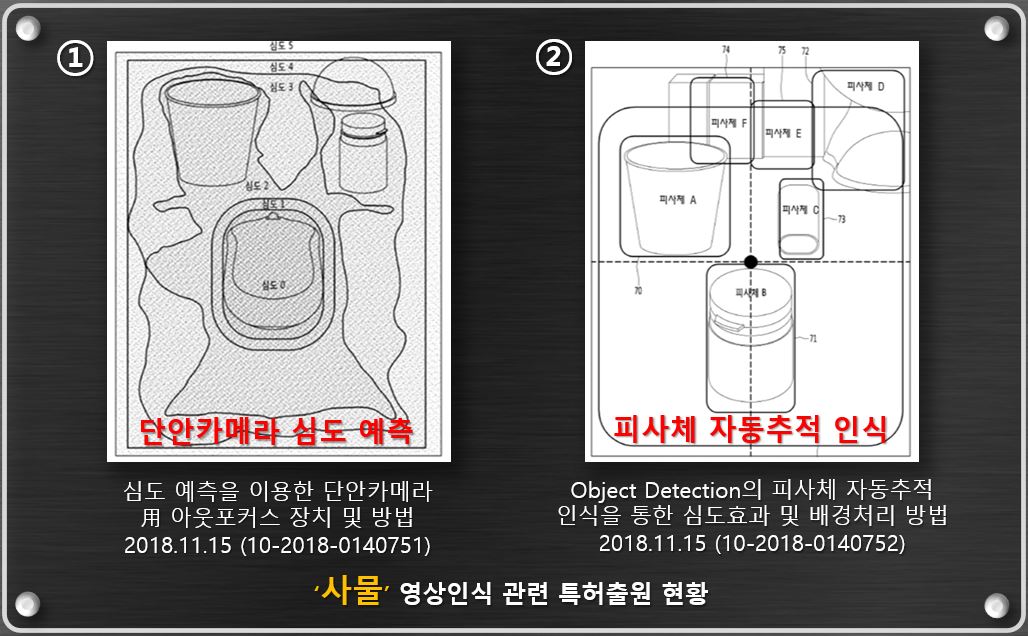 ①
심도 5
심도 4
심도 3
심도 2
심도 1
심도 0
단안카메라 심도 예측
심도 예측을 이용한 단안카메라
用 아웃포커스 장치 및 방법
2018.11.15 (10-2018-0140751)
②
74
75
72
피사체 D
피사체 F
피사체 E
피사체 A
피사체 C
73
70
피사체 B
71
피사체 자동추적 인식
Object Detection의 피사체 자동추적
인식을 통한 심도효과 및 배경처리 방법
2018.11.15 (10-2018-0140752)
‘사물’ 영상인식 관련 특허출원 현황